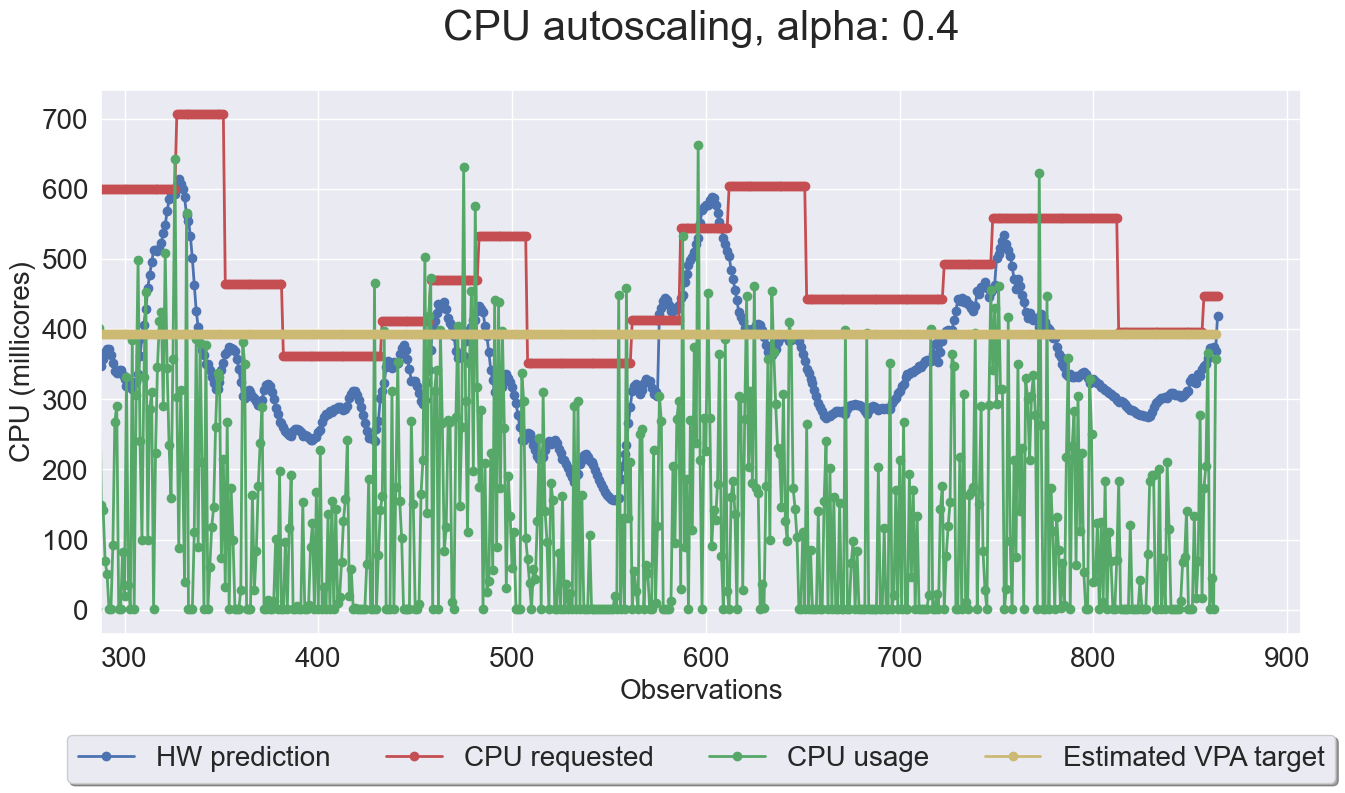 CPU autoscaling, alpha: 0.4
700
600
500
400
300
200
100
0
CPU (millicores)
300 400 500 600 700 800 900
Observations
HW prediction CPU requested CPU usage Estimated VPA target